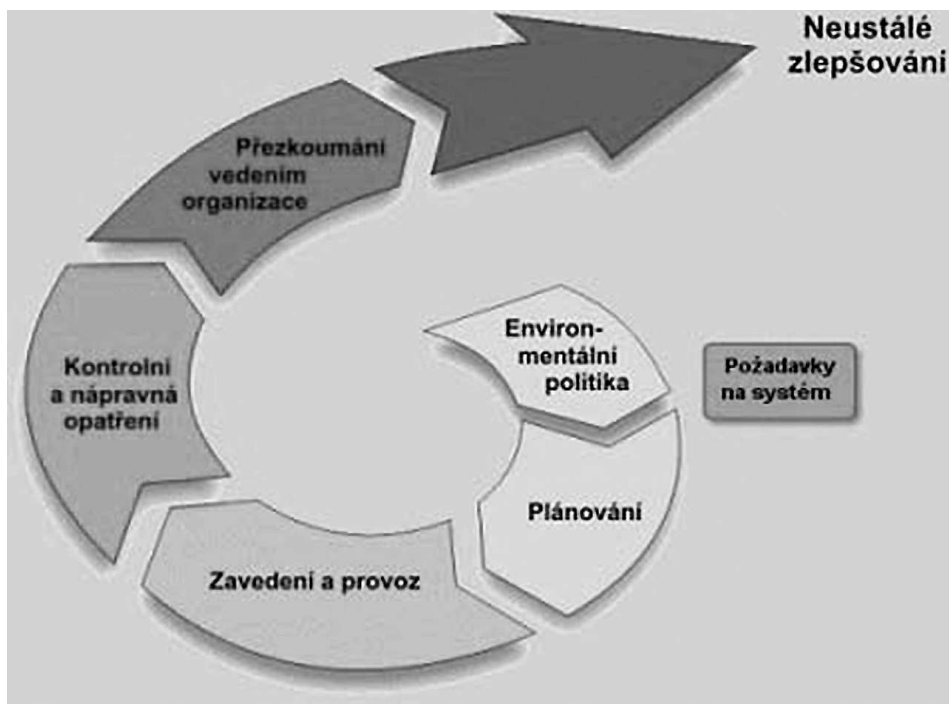 Neustálé
zlepšování
Přezkoumání
vedením
organizace
Environ-
mentální
politika
Požadavky
na systém
Kontrolní
a nápravná
opatření
Plánování
Zavedení a provoz